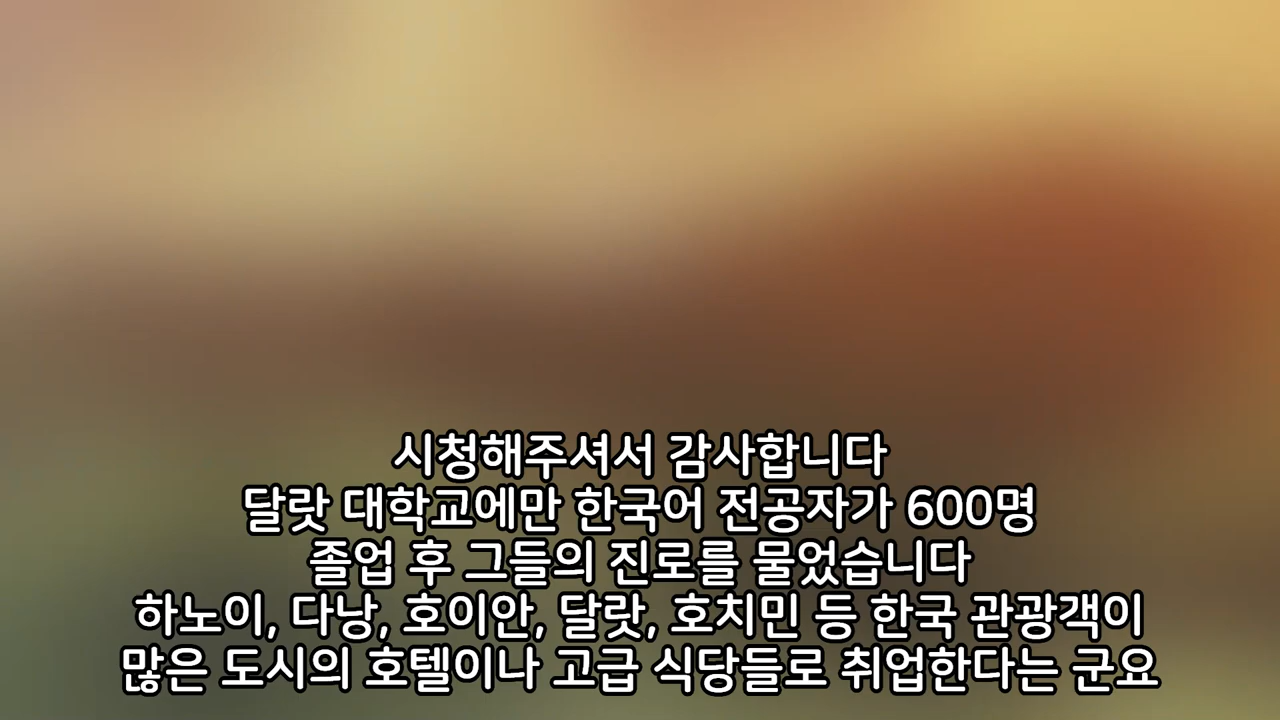 시청해주셔서 감사합니다
달랏 대학교에만 한국어 전공자가 600명
졸업 후 그들의 진로를 물었습니다
하노이, 다낭, 호이안, 달랏, 호치민 등 한국 관광객이
많은 도시의 호텔이나 고급 식당들로 취업한다는 군요